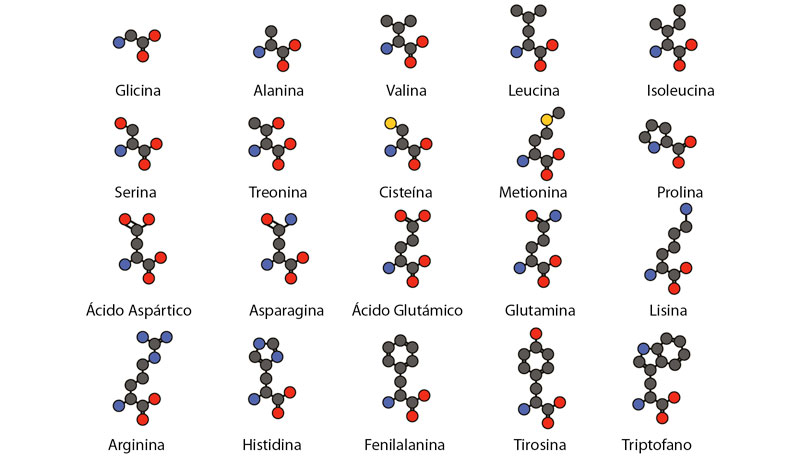 Glicina Alanina Valina Leucina Isoleucina
Serina Treonina Cisteína Metionina Prolina
Ácido Aspártico Asparagina Ácido Glutámico Glutamina Lisina
Arginina Histidina Fenilalanina Tirosina Triptofano